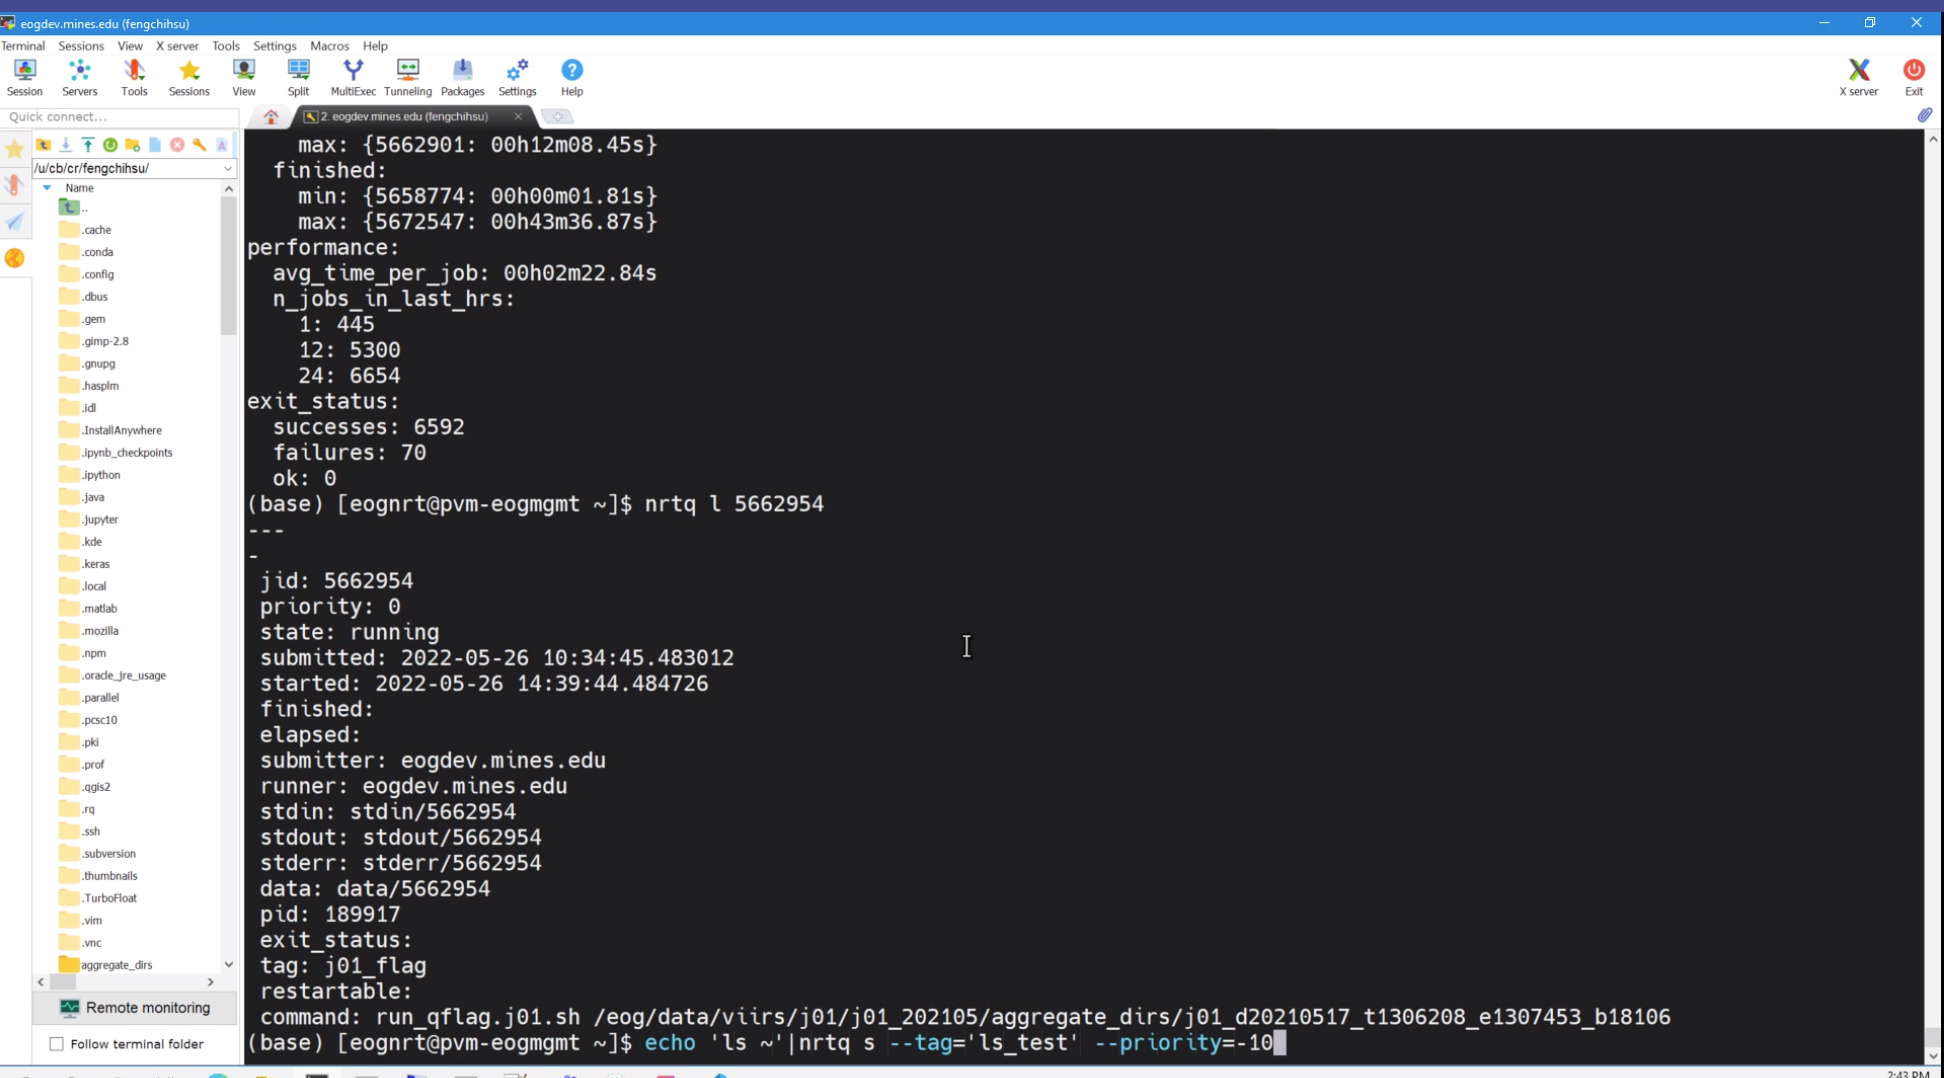 eogdev.mines.edu (fengchihsu)
Terminal Sessions View X server Tools Settings Macros Help
Session Servers Tools Sessions View Split MultiExec Tunneling Packages Settings Help X server Exit
Quick connect...
2. eogdev.mines.edu (fengchihsu)
/u/cb/cr/fengchihsu/
Name
..
.cache
.conda
.config
.dbus
.gem
.gimp-2.8
.gnupg
.hasplm
.idl
.InstallAnywhere
.ipynb_checkpoints
.ipython
.java
.jupyter
.kde
.keras
.local
.matlab
.mozilla
.npm
.oracle_jre_usage
.parallel
.pcsc10
.pki
.prof
.qgis2
.rq
.ssh
.subversion
.thumbnails
.TurboFloat
.vim
.vnc
aggregate_dirs
Remote monitoring
Follow terminal folder
max: {5662901: 00h12m08.45s}
finished:
min: {5658774: 00h00m01.81s}
max: {5672547: 00h43m36.87s}
performance:
avg_time_per_job: 00h02m22.84s
n_jobs_in_last_hrs:
1: 445
12: 5300
24: 6654
exit_status:
successes: 6592
failures: 70
ok: 0
(base) [eognrt@pvm-eogmgmt ~]$ nrtq l 5662954
---
-
jid: 5662954
priority: 0
state: running
submitted: 2022-05-26 10:34:45.483012
started: 2022-05-26 14:39:44.484726
finished:
elapsed:
submitter: eogdev.mines.edu
runner: eogdev.mines.edu
stdin: stdin/5662954
stdout: stdout/5662954
stderr: stderr/5662954
data: data/5662954
pid: 189917
exit_status:
tag: j01_flag
restartable:
command: run_qflag.j01.sh /eog/data/viirs/j01/j01_202105/aggregate_dirs/j01_d20210517_t1306208_e1307453_b18106
(base) [eognrt@pvm-eogmgmt ~]$ echo 'ls ~'|nrtq s --tag='ls_test' --priority=-10
2:43 PM